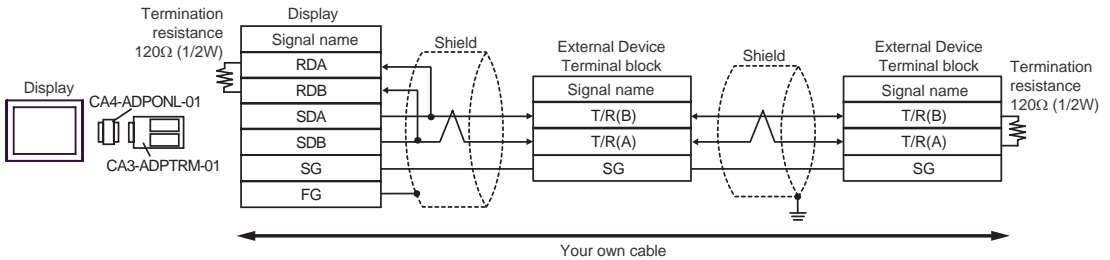 Termination
resistance
120Ω (1/2W)
Display
Signal name
RDA
RDB
SDA
SDB
SG
FG
Shield
External Device
Terminal block
Signal name
T/R(B)
T/R(A)
SG
Shield
External Device
Terminal block
Signal name
T/R(B)
T/R(A)
SG
Termination
resistance
120Ω (1/2W)
Display
CA4-ADPONL-01
CA3-ADPTRM-01
Your own cable